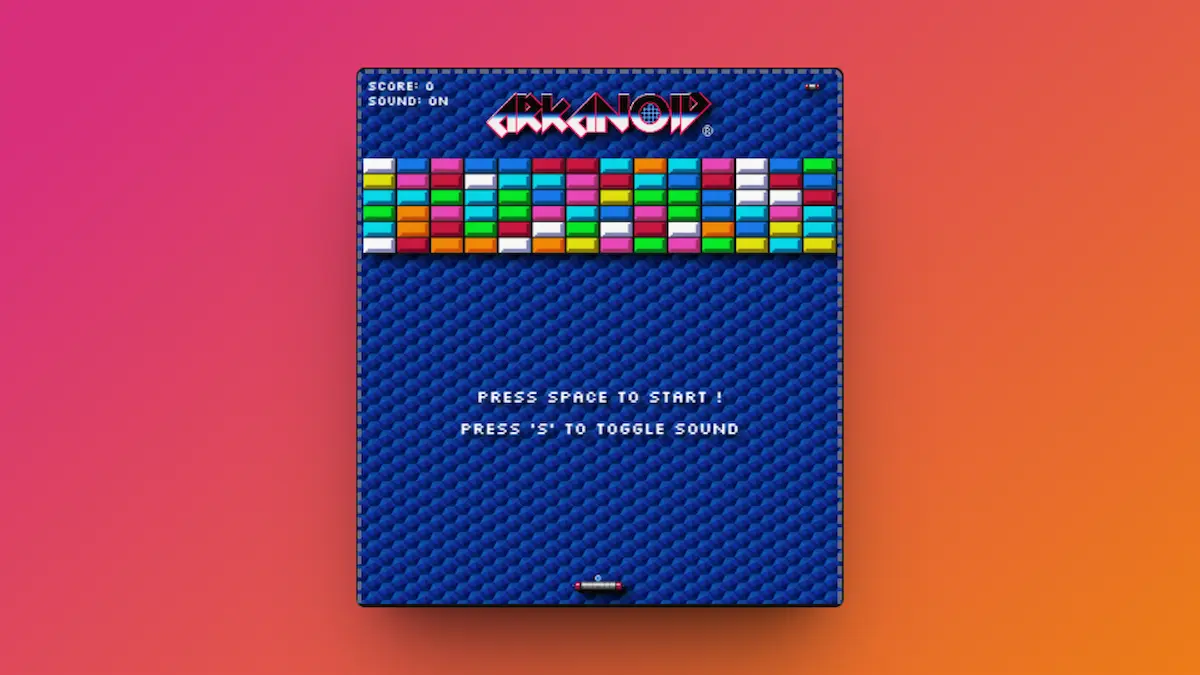 SCORE: 0
SOUND: ON
ARKANOID
®
PRESS SPACE TO START !
PRESS 'S' TO TOGGLE SOUND